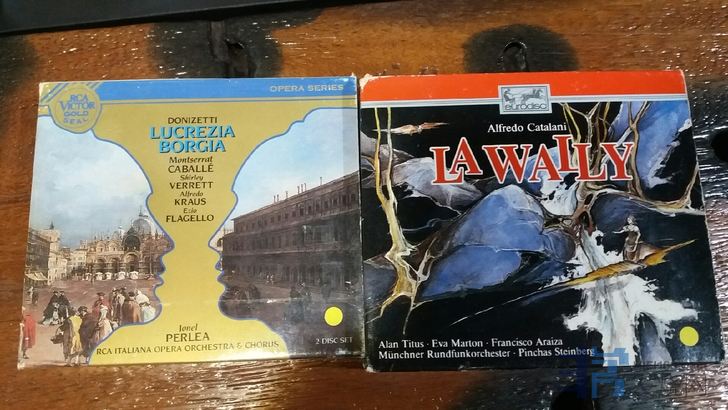 OPERA SERIES
RCA
VICTOR
GOLD
SEAL
DONIZETTI
LUCREZIA
BORGIA
Montserrat
CABALLÉ
Shirley
VERRETT
Alfredo
KRAUS
Ezio
FLAGELLO
Ionel
PERLEA
RCA ITALIANA OPERA ORCHESTRA & CHORUS
2 DISC SET
eurodisc
Alfredo Catalani
LA WALLY
Alan Titus · Eva Marton · Francisco Araiza
Münchner Rundfunkorchester · Pinchas Steinberg